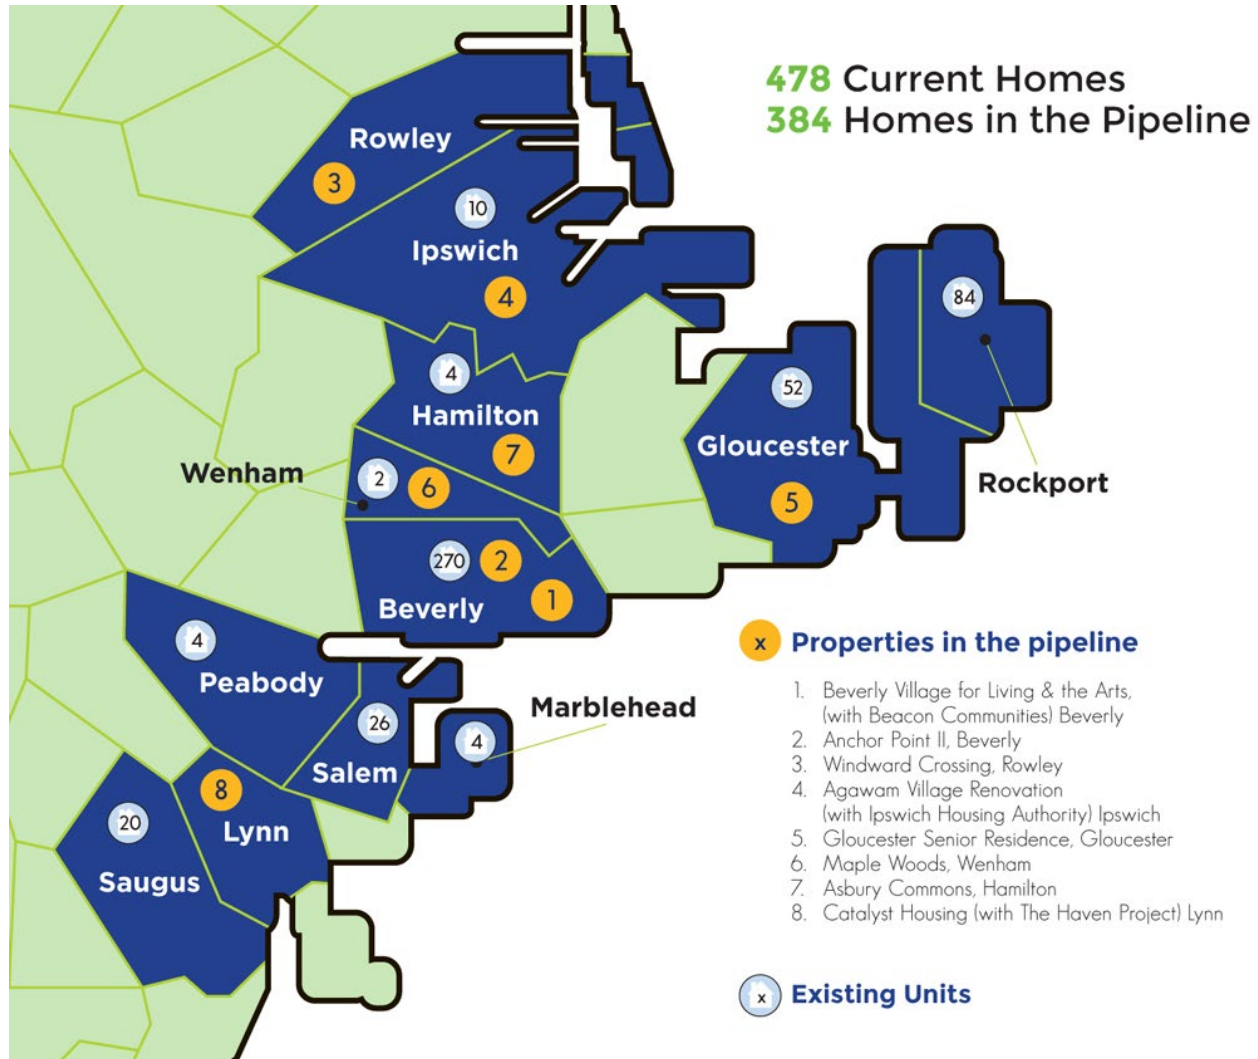 478 Current Homes
384 Homes in the Pipeline
Rowley
3
10
Ipswich
4
84
4
Hamilton
7
52
Gloucester
5
Rockport
Wenham
2
6
270
2
Beverly
1
4
Peabody
26
Salem
4
Marblehead
8
Lynn
20
Saugus
x Properties in the pipeline
1. Beverly Village for Living & the Arts,
(with Beacon Communities) Beverly
2. Anchor Point II, Beverly
3. Windward Crossing, Rowley
4. Agawam Village Renovation
(with Ipswich Housing Authority) Ipswich
5. Gloucester Senior Residence, Gloucester
6. Maple Woods, Wenham
7. Asbury Commons, Hamilton
8. Catalyst Housing (with The Haven Project) Lynn
x Existing Units